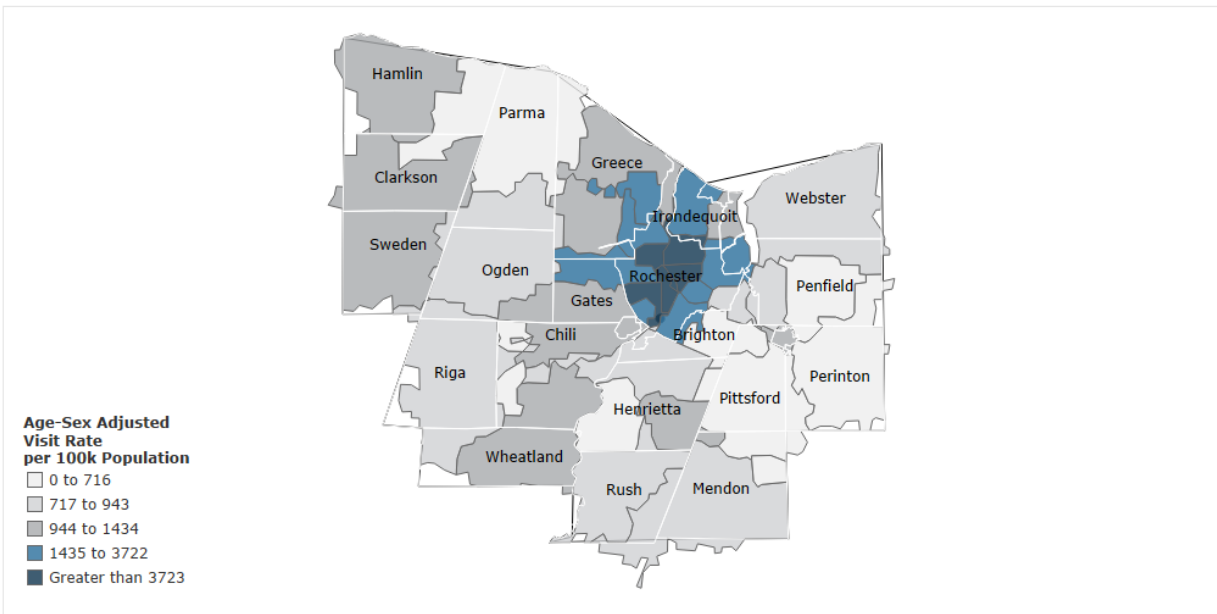 Hamlin
Parma
Greece
Clarkson
Webster
Irondequoit
Sweden
Ogden
Rochester
Penfield
Gates
Chili
Brighton
Riga
Perinton
Pittsford
Henrietta
Wheatland
Rush
Mendon
Age-Sex Adjusted
Visit Rate
per 100k Population
0 to 716
717 to 943
944 to 1434
1435 to 3722
Greater than 3723